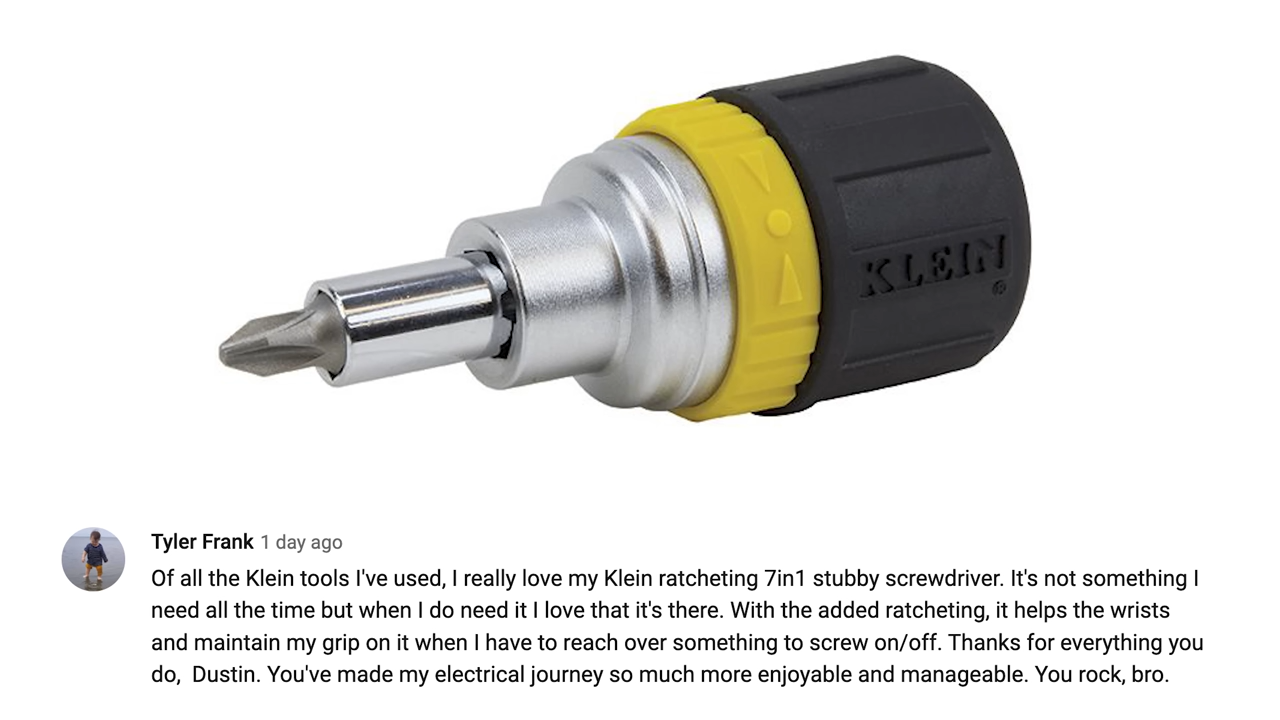 KLEIN
®
Tyler Frank 1 day ago
Of all the Klein tools I've used, I really love my Klein ratcheting 7in1 stubby screwdriver. It's not something I
need all the time but when I do need it I love that it's there. With the added ratcheting, it helps the wrists
and maintain my grip on it when I have to reach over something to screw on/off. Thanks for everything you
do,  Dustin. You've made my electrical journey so much more enjoyable and manageable. You rock, bro.